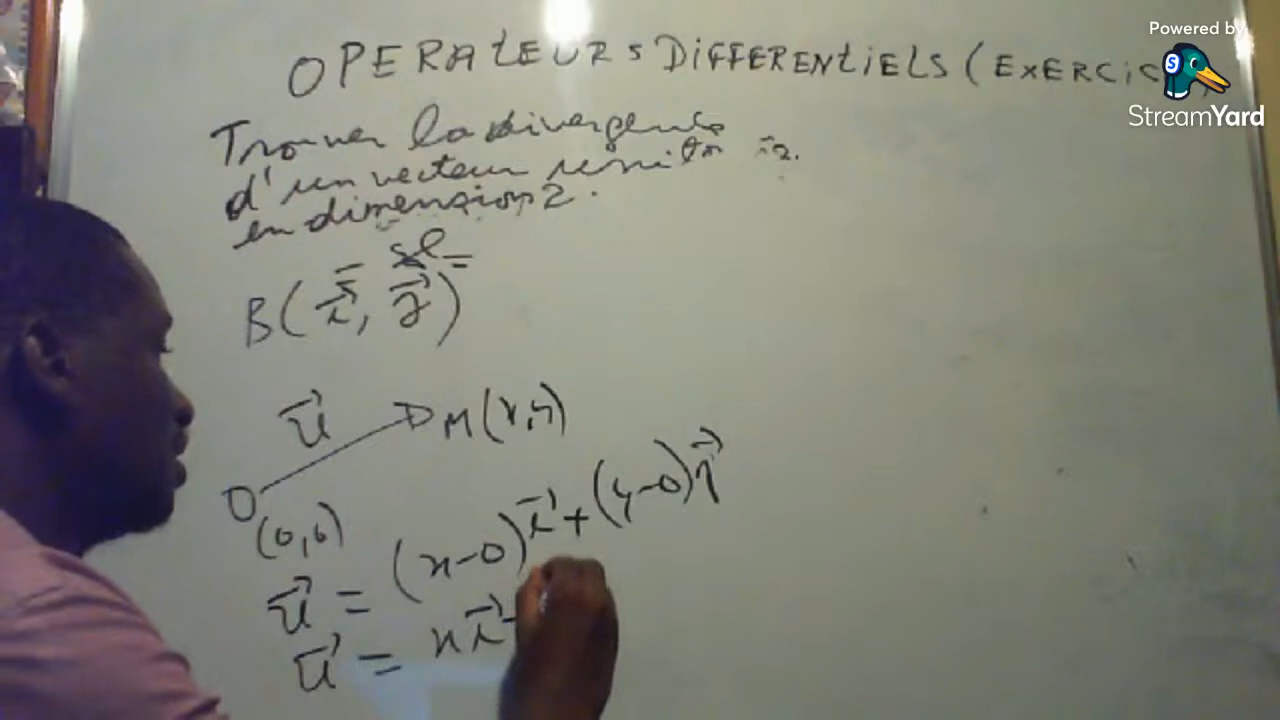 OPERATEURS DIFFERENTIELS (EXERCIC
Powered by
StreamYard
Trouver la divergence
d'un vecteur unitaire
en dimension 2.
B(i, j)
u
M(x,y)
O
(0,0)
u = (x-0)i + (y-0)j
u = xi +